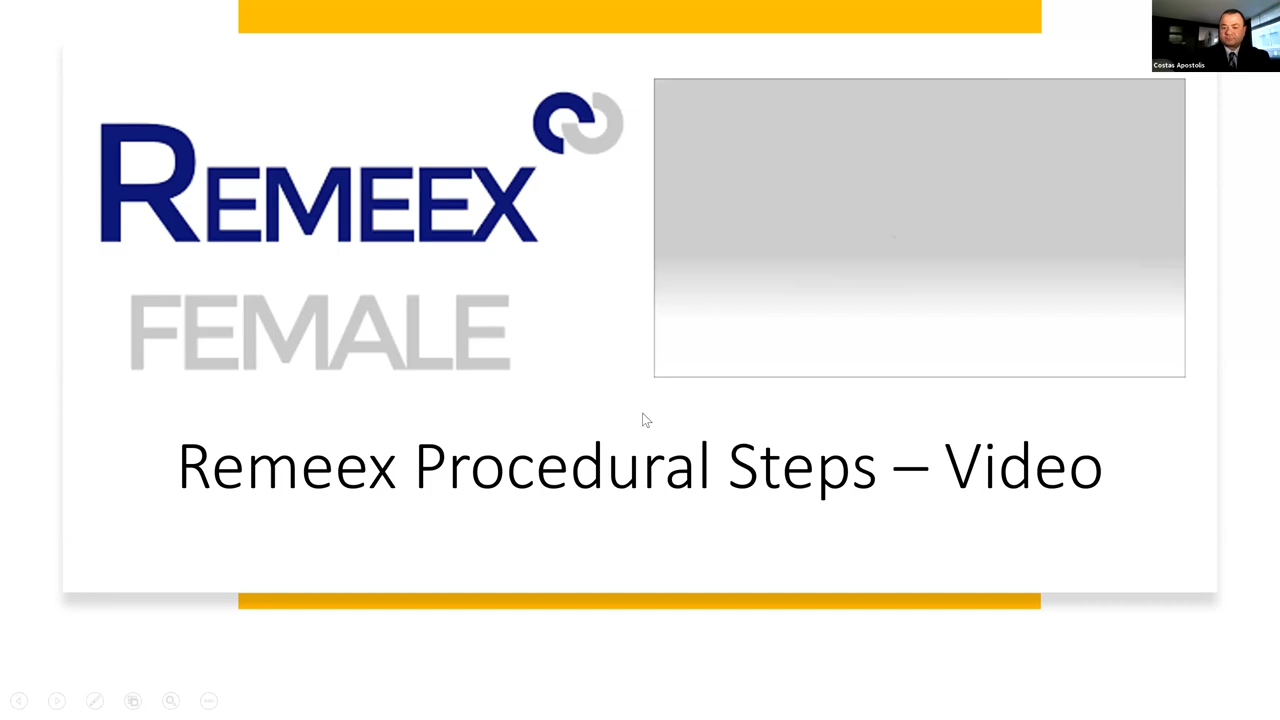 Costas Apostolis
REMEEX
FEMALE
Remeex Procedural Steps – Video